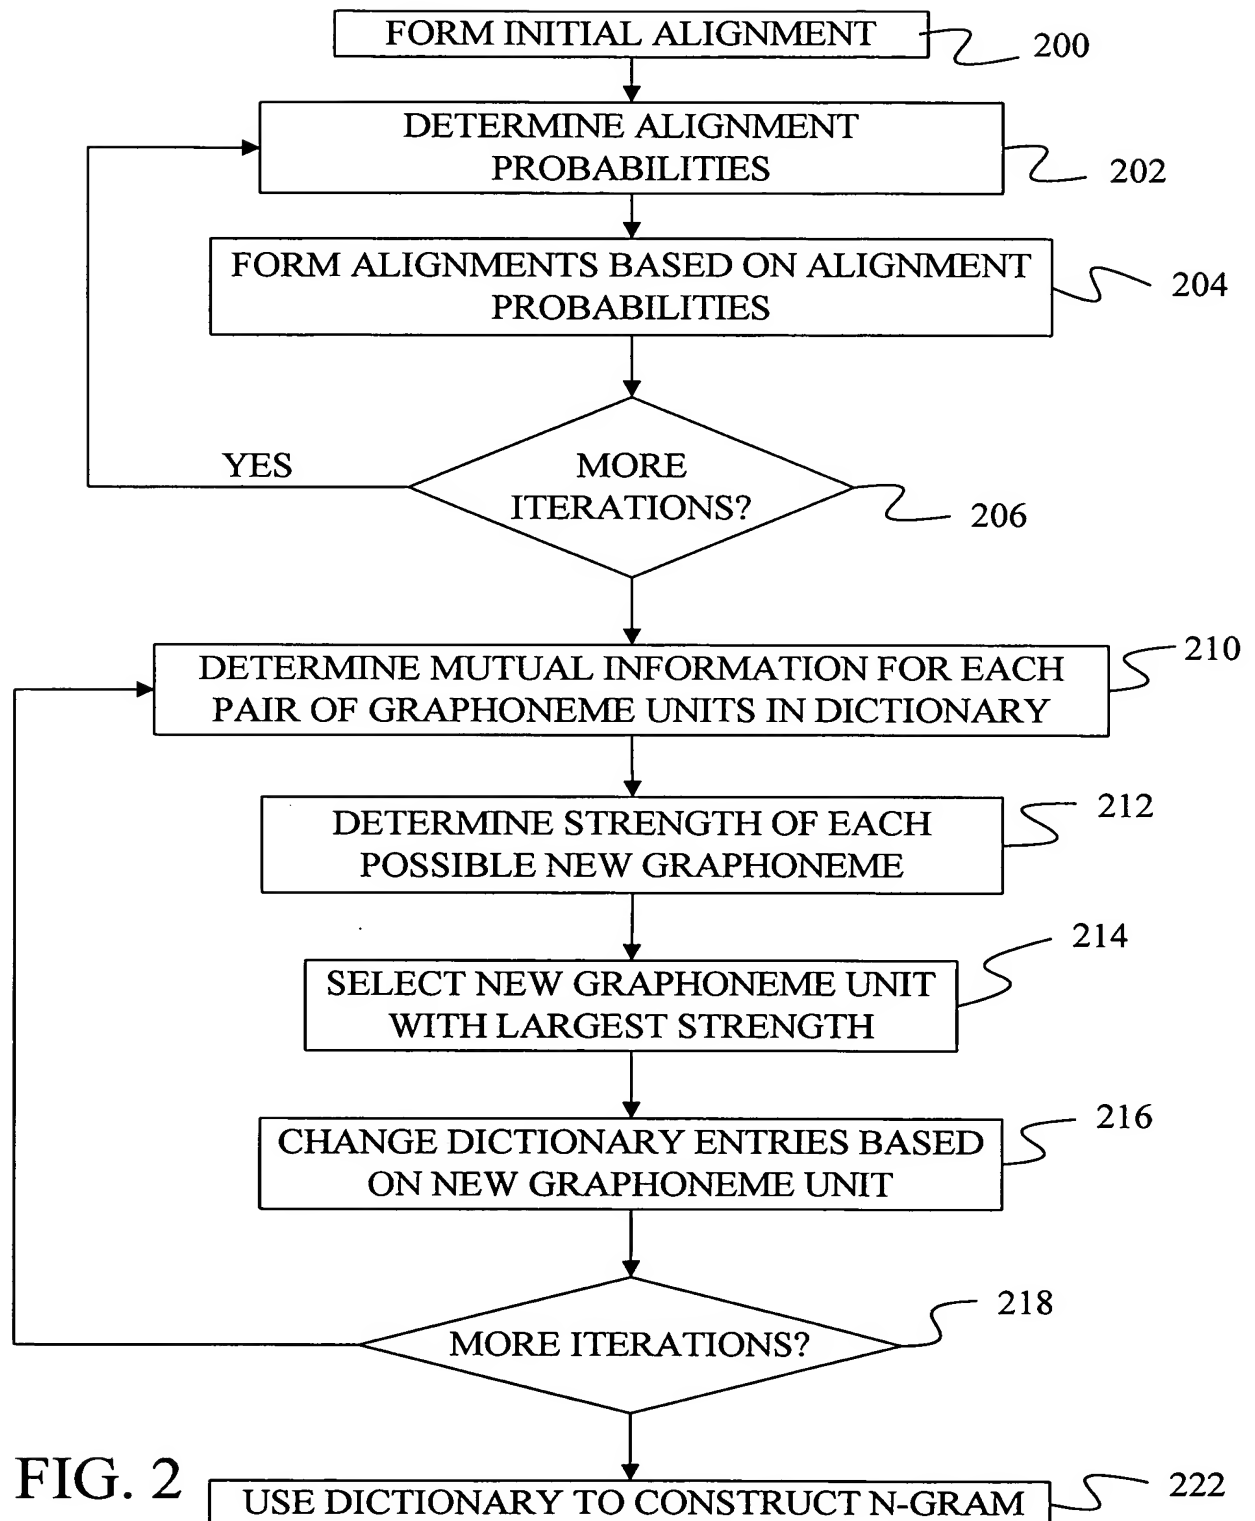 FORM INITIAL ALIGNMENT
200
DETERMINE ALIGNMENT
PROBABILITIES
202
FORM ALIGNMENTS BASED ON ALIGNMENT
PROBABILITIES
204
YES
MORE
ITERATIONS?
206
DETERMINE MUTUAL INFORMATION FOR EACH
PAIR OF GRAPHONEME UNITS IN DICTIONARY
210
DETERMINE STRENGTH OF EACH
POSSIBLE NEW GRAPHONEME
212
SELECT NEW GRAPHONEME UNIT
WITH LARGEST STRENGTH
214
CHANGE DICTIONARY ENTRIES BASED
ON NEW GRAPHONEME UNIT
216
MORE ITERATIONS?
218
FIG. 2
USE DICTIONARY TO CONSTRUCT N-GRAM
222